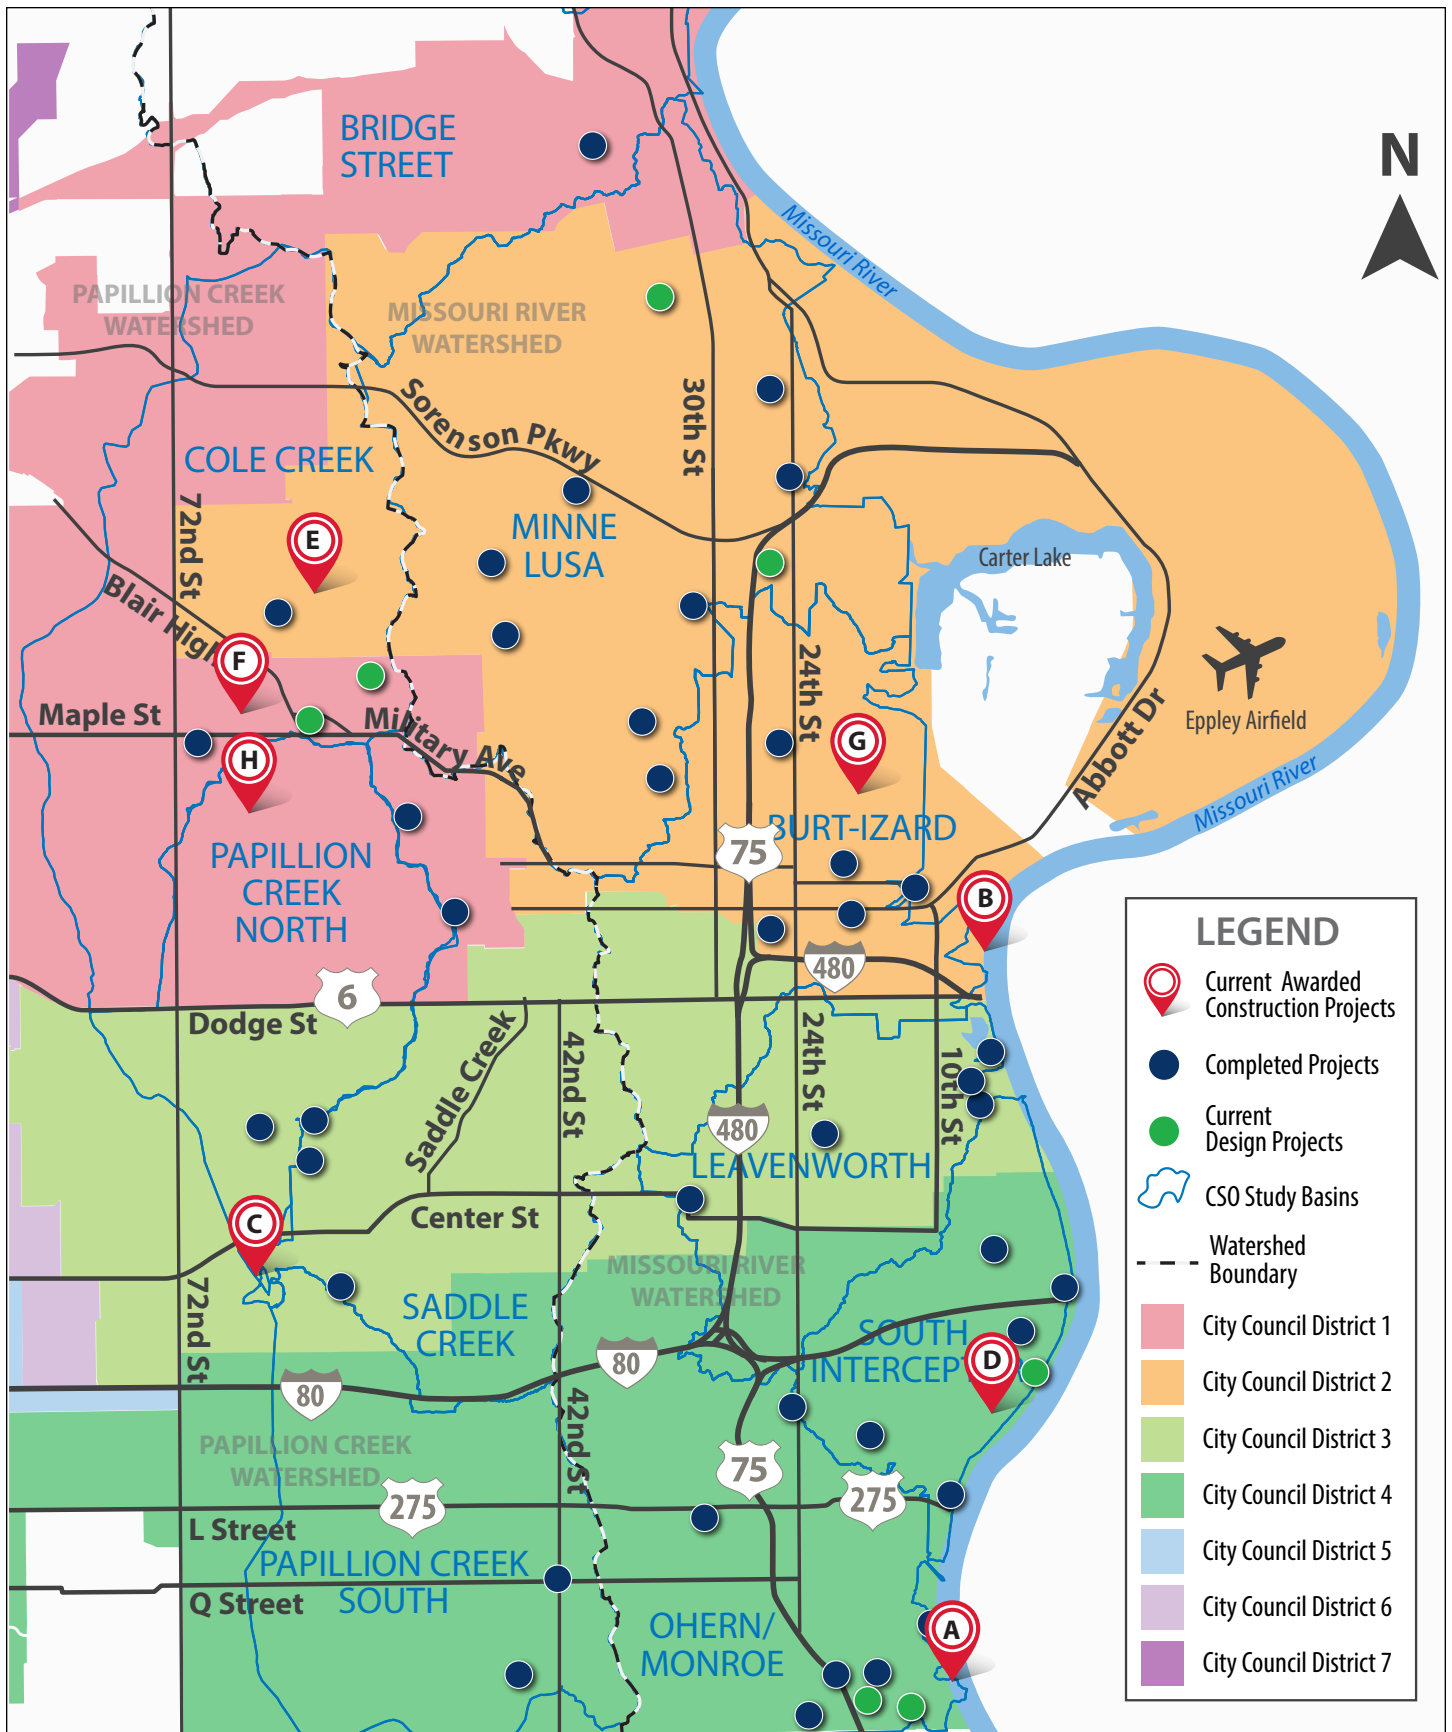 BRIDGE
STREET
N
Missouri River
PAPILLION CREEK
WATERSHED
MISSOURI RIVER
WATERSHED
30th St
Sorenson Pkwy
COLE CREEK
72nd St
E
MINNE
LUSA
Carter Lake
Blair High
F
24th St
Maple St
Military Ave
G
Abbott Dr
Eppley Airfield
H
Missouri River
BURT-IZARD
75
PAPILLION
CREEK
NORTH
B
480
6
Dodge St
Saddle Creek
42nd St
24th St
10th St
480
LEAVENWORTH
C
Center St
MISSOURI RIVER
WATERSHED
72nd St
SADDLE
CREEK
SOUTH
INTERCEP
D
80
80
42nd St
PAPILLION CREEK
WATERSHED
75
275
275
L Street
PAPILLION CREEK
SOUTH
Q Street
OHERN/
MONROE
A
LEGEND
Current Awarded
Construction Projects
Completed Projects
Current
Design Projects
CSO Study Basins
Watershed
Boundary
City Council District 1
City Council District 2
City Council District 3
City Council District 4
City Council District 5
City Council District 6
City Council District 7